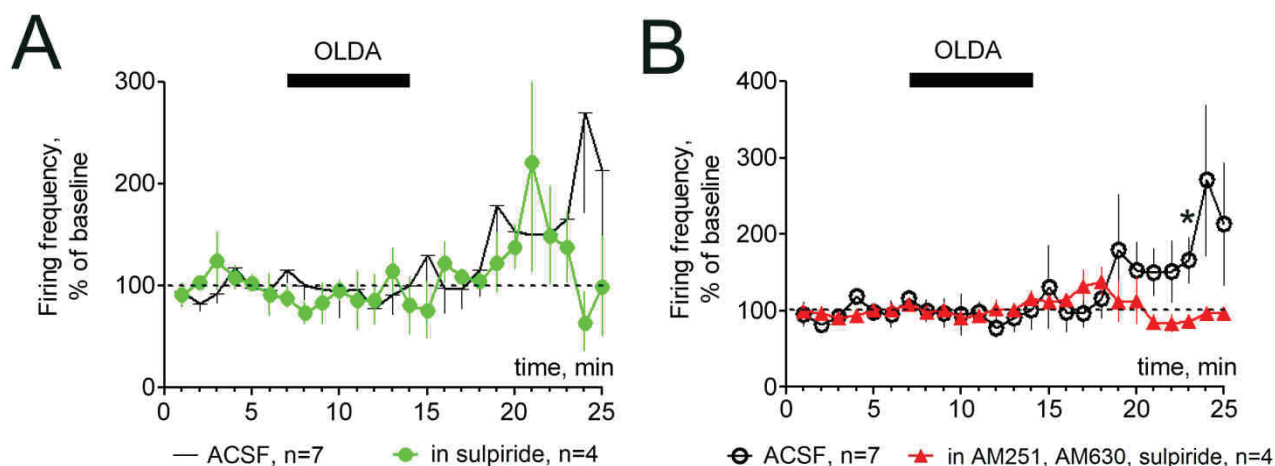 A
OLDA
Firing frequency,
% of baseline
300
200
100
0
time, min
0 5 10 15 20 25
ACSF, n=7
in sulpiride, n=4
B
OLDA
Firing frequency,
% of baseline
400
300
200
100
0
*
time, min
0 5 10 15 20 25
ACSF, n=7
in AM251, AM630, sulpiride, n=4